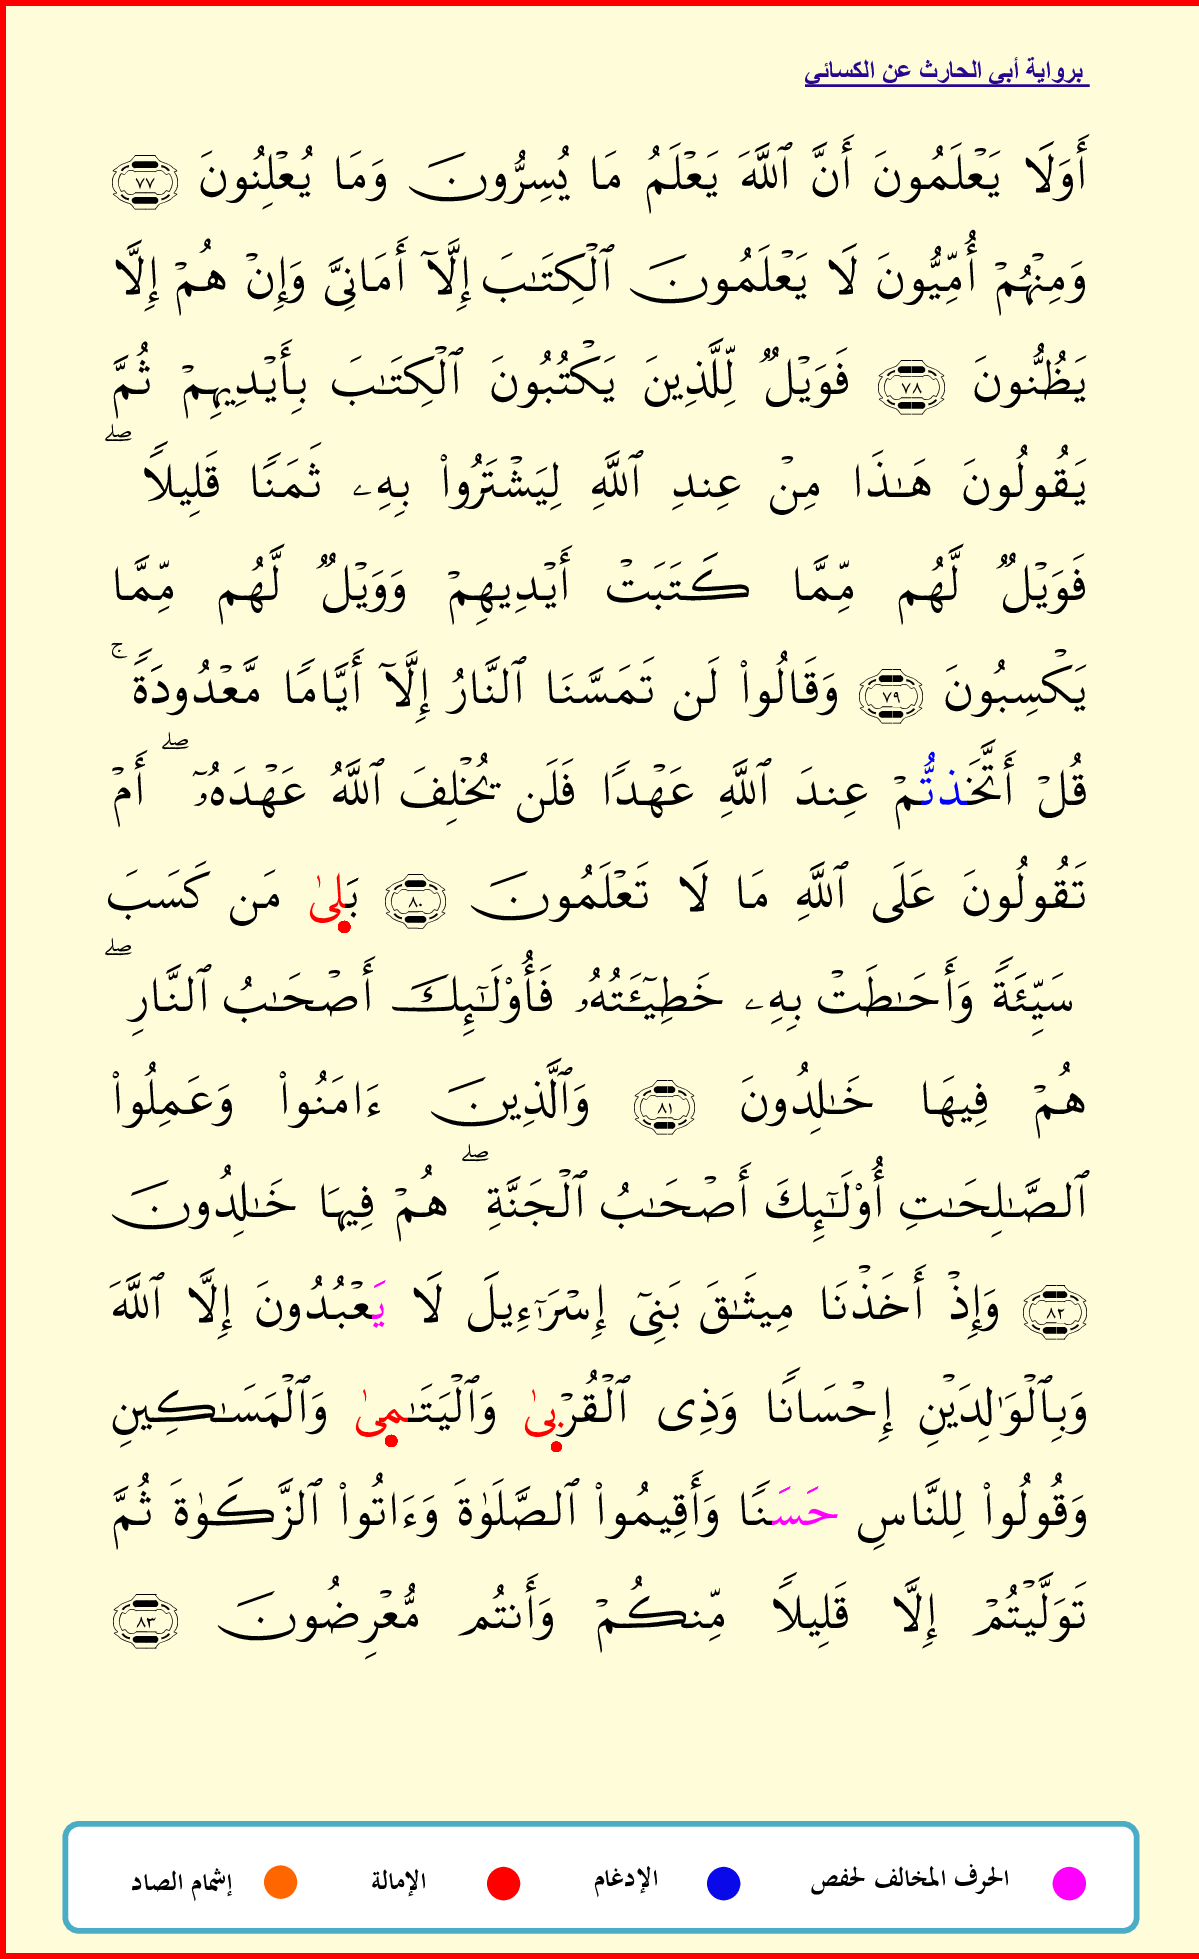 برواية أبي الحارث عن الكسائي
أَوَلَا يَعْلَمُونَ أَنَّ ٱللَّهَ يَعْلَمُ مَا يُسِرُّونَ وَمَا يُعْلِنُونَ ٧٧
وَمِنْهُمْ أُمِّيُّونَ لَا يَعْلَمُونَ ٱلْكِتَـٰبَ إِلَّآ أَمَانِىَّ وَإِنْ هُمْ إِلَّا
يَظُنُّونَ ٧٨ فَوَيْلٌ لِّلَّذِينَ يَكْتُبُونَ ٱلْكِتَـٰبَ بِأَيْدِيهِمْ ثُمَّ
يَقُولُونَ هَـٰذَا مِنْ عِندِ ٱللَّهِ لِيَشْتَرُوا۟ بِهِۦ ثَمَنًا قَلِيلًا ۖ
فَوَيْلٌ لَّهُم مِّمَّا كَتَبَتْ أَيْدِيهِمْ وَوَيْلٌ لَّهُم مِّمَّا
يَكْسِبُونَ ٧٩ وَقَالُوا۟ لَن تَمَسَّنَا ٱلنَّارُ إِلَّآ أَيَّامًا مَّعْدُودَةً ۚ
قُلْ أَتَّخَذتُّمْ عِندَ ٱللَّهِ عَهْدًا فَلَن يُخْلِفَ ٱللَّهُ عَهْدَهُۥٓ ۖ أَمْ
تَقُولُونَ عَلَى ٱللَّهِ مَا لَا تَعْلَمُونَ ٨٠ بَلِىٰ مَن كَسَبَ
سَيِّئَةً وَأَحَـٰطَتْ بِهِۦ خَطِيٓـَٔتُهُۥ فَأُو۟لَـٰٓئِكَ أَصْحَـٰبُ ٱلنَّارِ ۖ
هُمْ فِيهَا خَـٰلِدُونَ ٨١ وَٱلَّذِينَ ءَامَنُوا۟ وَعَمِلُوا۟
ٱلصَّـٰلِحَـٰتِ أُو۟لَـٰٓئِكَ أَصْحَـٰبُ ٱلْجَنَّةِ ۖ هُمْ فِيهَا خَـٰلِدُونَ
٨٢ وَإِذْ أَخَذْنَا مِيثَـٰقَ بَنِىٓ إِسْرَٰٓءِيلَ لَا يَعْبُدُونَ إِلَّا ٱللَّهَ
وَبِٱلْوَٰلِدَيْنِ إِحْسَانًا وَذِى ٱلْقُرْبِىٰ وَٱلْيَتَـٰمِىٰ وَٱلْمَسَـٰكِينِ
وَقُولُوا۟ لِلنَّاسِ حَسَنًا وَأَقِيمُوا۟ ٱلصَّلَوٰةَ وَءَاتُوا۟ ٱلزَّكَوٰةَ ثُمَّ
تَوَلَّيْتُمْ إِلَّا قَلِيلًا مِّنكُمْ وَأَنتُم مُّعْرِضُونَ ٨٣
الحرف المخالف لحفص الإدغام الإمالة إشمام الصاد